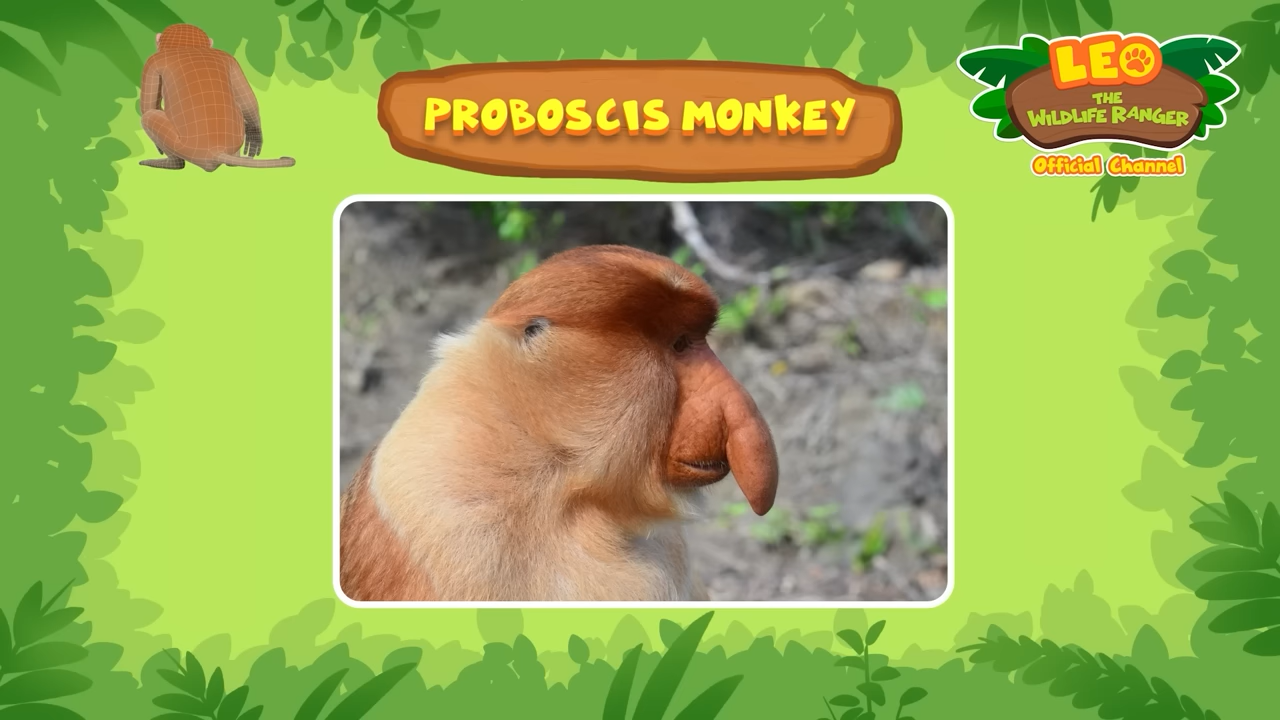 PROBOSCIS MONKEY
LEO
THE
WILDLIFE RANGER
Official Channel